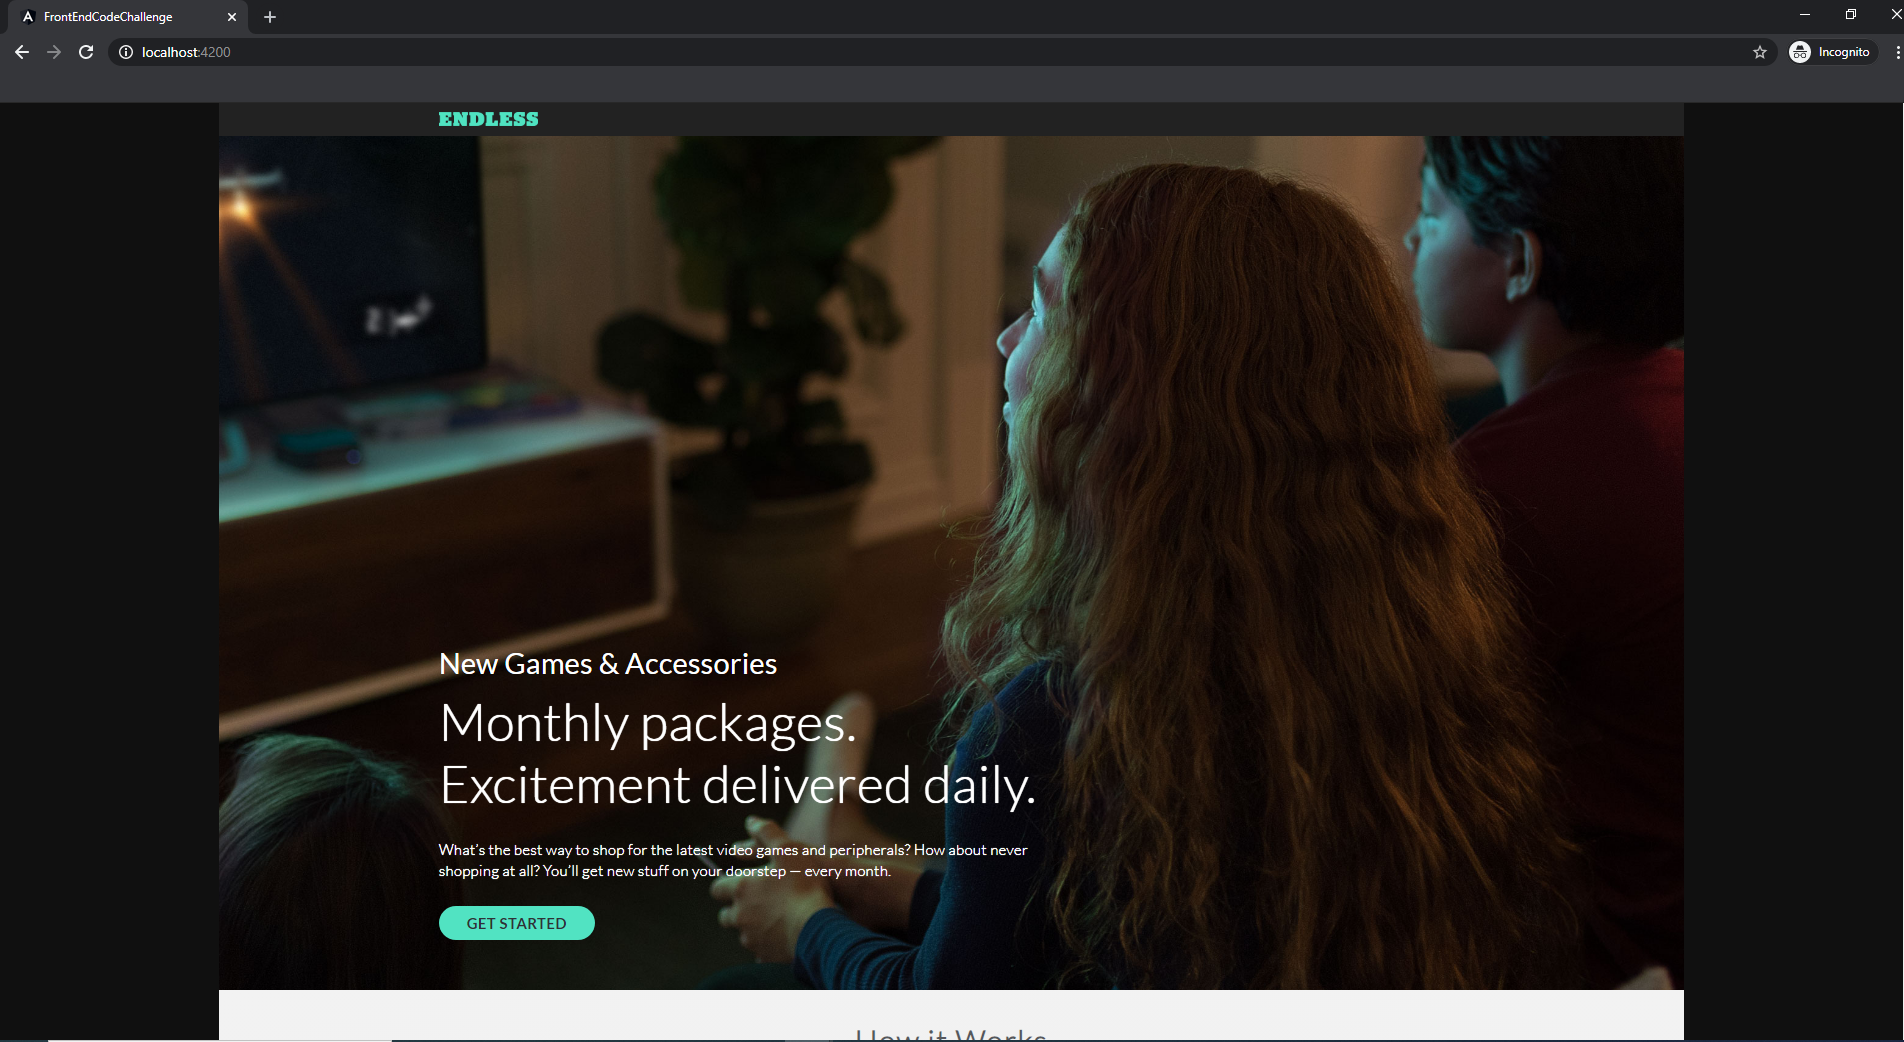 FrontEndCodeChallenge
localhost:4200
Incognito
ENDLESS
New Games & Accessories
Monthly packages.
Excitement delivered daily.
What's the best way to shop for the latest video games and peripherals? How about never
shopping at all? You'll get new stuff on your doorstep — every month.
GET STARTED
How it Works